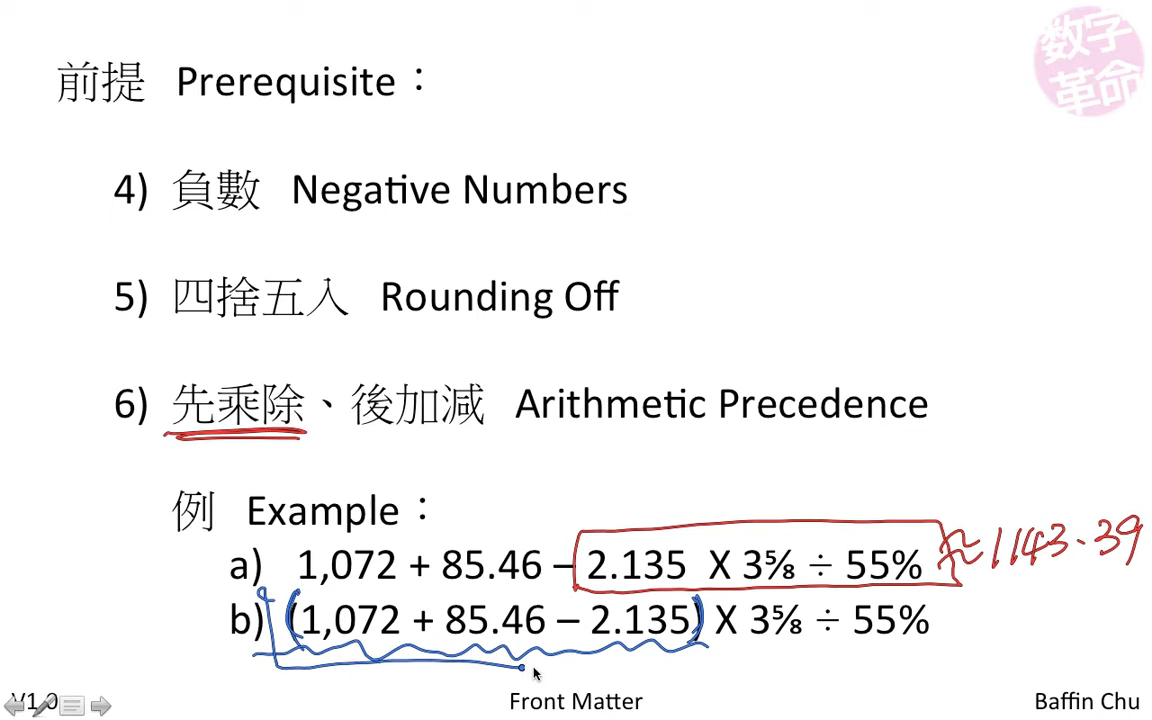 数字
革命
前提 Prerequisite：
4) 負數 Negative Numbers
5) 四捨五入 Rounding Off
6) 先乘除、後加減 Arithmetic Precedence
例 Example：
a) 1,072 + 85.46 – 2.135 X 3⅝ ÷ 55% ≈ 1143.39
b) (1,072 + 85.46 – 2.135) X 3⅝ ÷ 55%
V1.0 Front Matter Baffin Chu